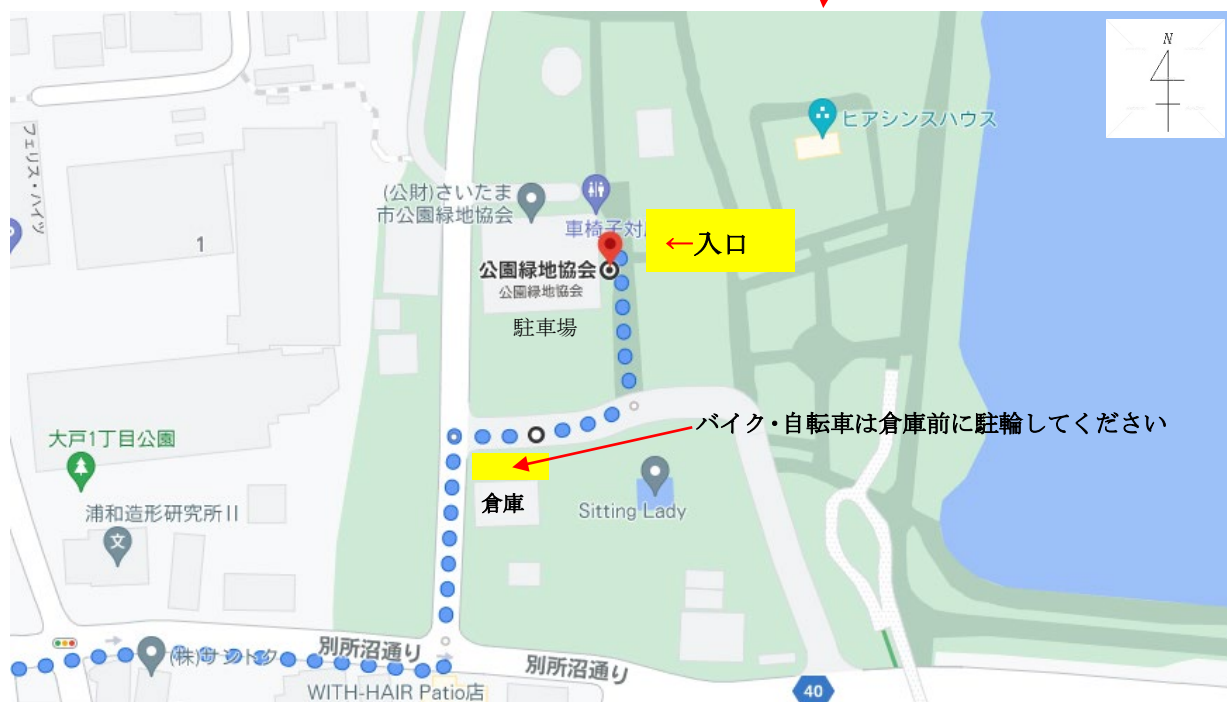 N
ヒアシンスハウス
フェリス・ハイツ
(公財)さいたま
市公園緑地協会
車椅子対
←入口
1
公園緑地協会
公園緑地協会
駐車場
バイク・自転車は倉庫前に駐輪してください
大戸1丁目公園
倉庫
Sitting Lady
浦和造形研究所II
文
別所沼通り
(株)サントク
別所沼通り
WITH-HAIR Patio店
40